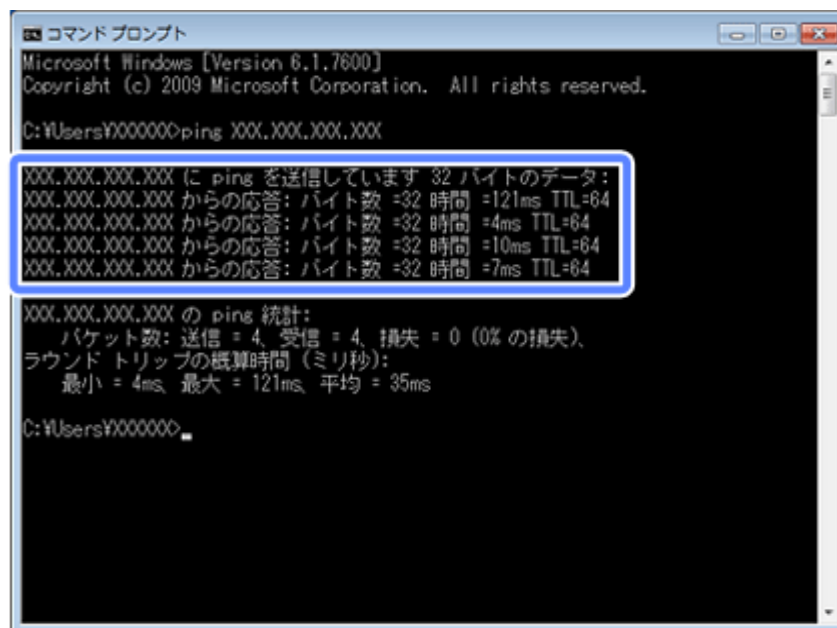 コマンド プロンプト
Microsoft Windows [Version 6.1.7600]
Copyright (c) 2009 Microsoft Corporation.  All rights reserved.
C:¥Users¥XXXXXXX>ping XXX.XXX.XXX.XXX
XXX.XXX.XXX.XXX に ping を送信しています 32 バイトのデータ:
XXX.XXX.XXX.XXX からの応答: バイト数 =32 時間 =121ms TTL=64
XXX.XXX.XXX.XXX からの応答: バイト数 =32 時間 =4ms TTL=64
XXX.XXX.XXX.XXX からの応答: バイト数 =32 時間 =10ms TTL=64
XXX.XXX.XXX.XXX からの応答: バイト数 =32 時間 =7ms TTL=64
XXX.XXX.XXX.XXX の ping 統計:
パケット数: 送信 = 4、受信 = 4、損失 = 0 (0% の損失)、
ラウンド トリップの概算時間 (ミリ秒):
最小 = 4ms、最大 = 121ms、平均 = 35ms
C:¥Users¥XXXXXXX>_